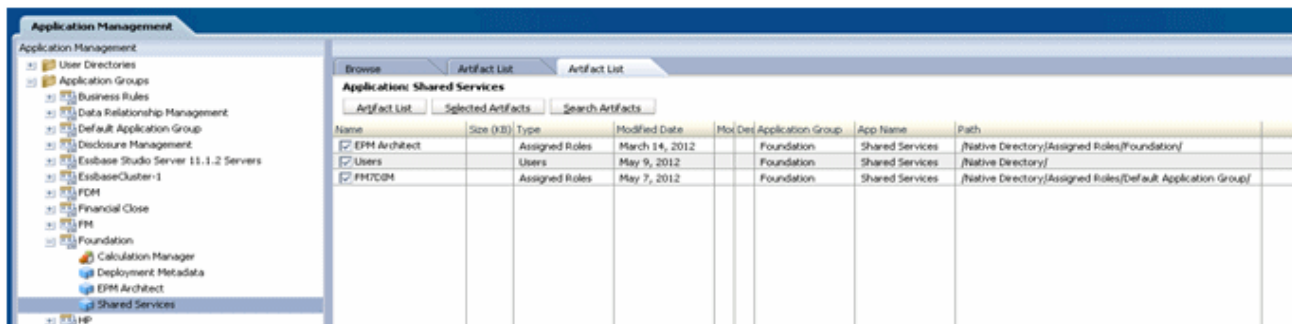 Application Management
Application Management
User Directories
Application Groups
Business Rules
Data Relationship Management
Default Application Group
Disclosure Management
Essbase Studio Server 11.1.2 Servers
EssbaseCluster-1
FDM
Financial Close
FM
Foundation
Calculation Manager
Deployment Metadata
EPM Architect
Shared Services
HP
Browse Artifact List Artifact List
Application: Shared Services
Artifact List Selected Artifacts Search Artifacts
Name Size (KB) Type Modified Date Mod Des Application Group App Name Path
EPM Architect Assigned Roles March 14, 2012 Foundation Shared Services /Native Directory/Assigned Roles/Foundation/
Users Users May 9, 2012 Foundation Shared Services /Native Directory/
Assigned Roles May 7, 2012 Foundation Shared Services /Native Directory/Assigned Roles/Default Application Group/